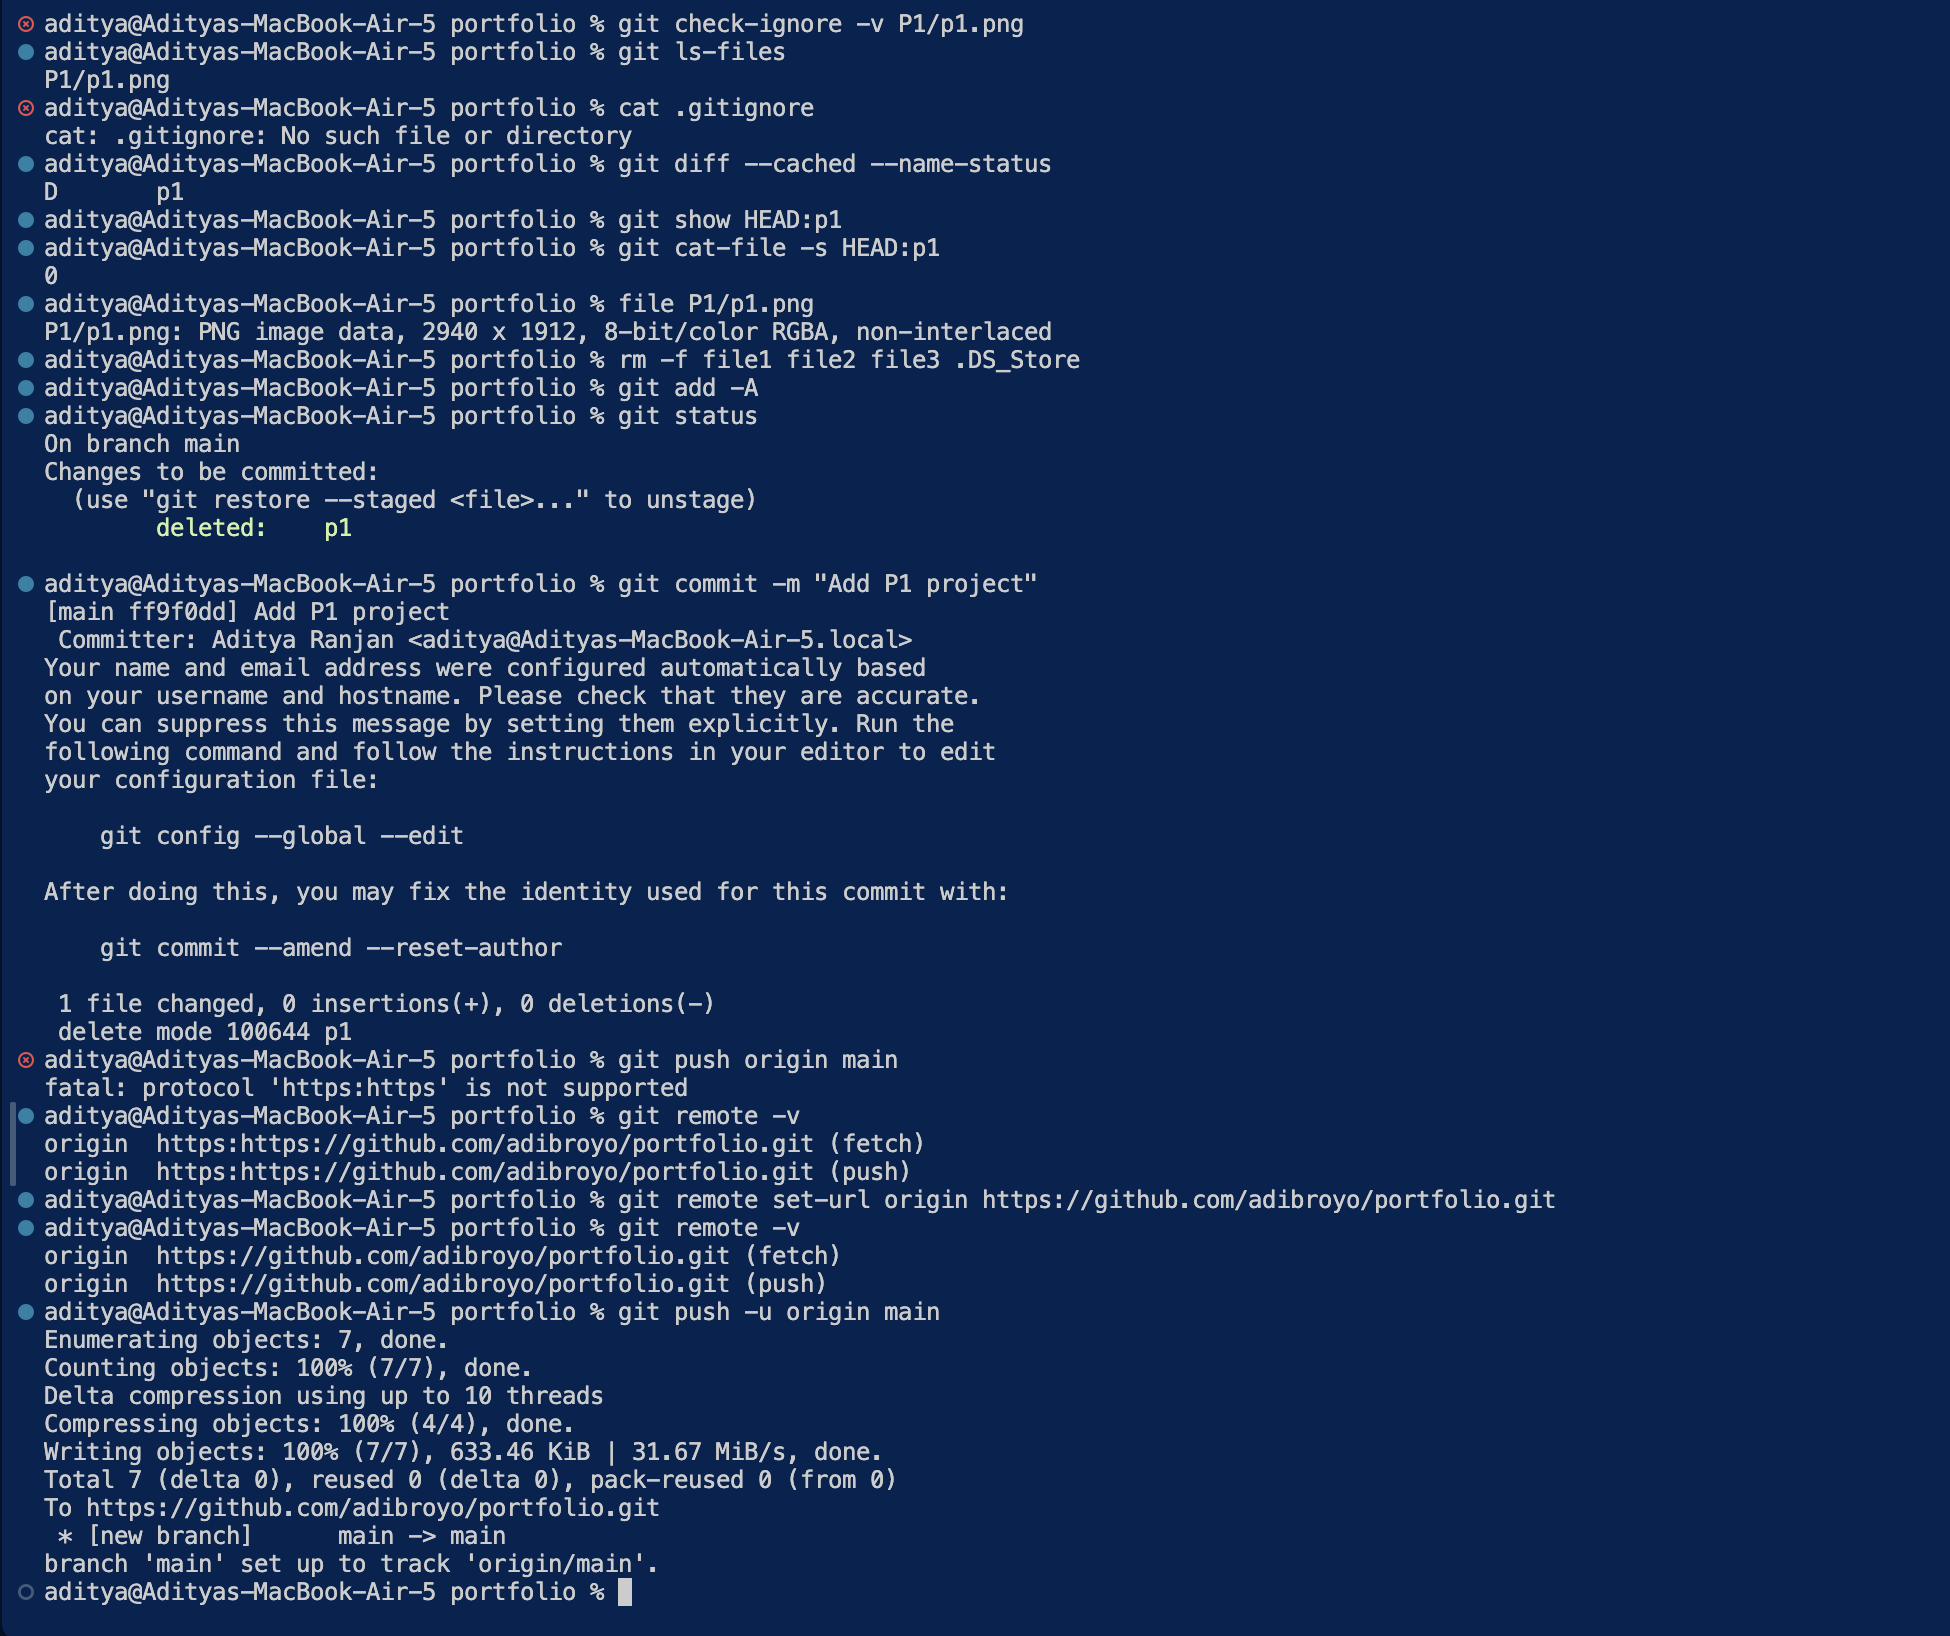 aditya@Adityas-MacBook-Air-5 portfolio % git check-ignore -v P1/p1.png
aditya@Adityas-MacBook-Air-5 portfolio % git ls-files
P1/p1.png
aditya@Adityas-MacBook-Air-5 portfolio % cat .gitignore
cat: .gitignore: No such file or directory
aditya@Adityas-MacBook-Air-5 portfolio % git diff --cached --name-status
D       p1
aditya@Adityas-MacBook-Air-5 portfolio % git show HEAD:p1
aditya@Adityas-MacBook-Air-5 portfolio % git cat-file -s HEAD:p1
0
aditya@Adityas-MacBook-Air-5 portfolio % file P1/p1.png
P1/p1.png: PNG image data, 2940 x 1912, 8-bit/color RGBA, non-interlaced
aditya@Adityas-MacBook-Air-5 portfolio % rm -f file1 file2 file3 .DS_Store
aditya@Adityas-MacBook-Air-5 portfolio % git add -A
aditya@Adityas-MacBook-Air-5 portfolio % git status
On branch main
Changes to be committed:
  (use "git restore --staged <file>..." to unstage)
        deleted:    p1
aditya@Adityas-MacBook-Air-5 portfolio % git commit -m "Add P1 project"
[main ff9f0dd] Add P1 project
 Committer: Aditya Ranjan <aditya@Adityas-MacBook-Air-5.local>
Your name and email address were configured automatically based
on your username and hostname. Please check that they are accurate.
You can suppress this message by setting them explicitly. Run the
following command and follow the instructions in your editor to edit
your configuration file:
    git config --global --edit
After doing this, you may fix the identity used for this commit with:
    git commit --amend --reset-author
 1 file changed, 0 insertions(+), 0 deletions(-)
 delete mode 100644 p1
aditya@Adityas-MacBook-Air-5 portfolio % git push origin main
fatal: protocol 'https:https' is not supported
aditya@Adityas-MacBook-Air-5 portfolio % git remote -v
origin  https:https://github.com/adibroyo/portfolio.git (fetch)
origin  https:https://github.com/adibroyo/portfolio.git (push)
aditya@Adityas-MacBook-Air-5 portfolio % git remote set-url origin https://github.com/adibroyo/portfolio.git
aditya@Adityas-MacBook-Air-5 portfolio % git remote -v
origin  https://github.com/adibroyo/portfolio.git (fetch)
origin  https://github.com/adibroyo/portfolio.git (push)
aditya@Adityas-MacBook-Air-5 portfolio % git push -u origin main
Enumerating objects: 7, done.
Counting objects: 100% (7/7), done.
Delta compression using up to 10 threads
Compressing objects: 100% (4/4), done.
Writing objects: 100% (7/7), 633.46 KiB | 31.67 MiB/s, done.
Total 7 (delta 0), reused 0 (delta 0), pack-reused 0 (from 0)
To https://github.com/adibroyo/portfolio.git
 * [new branch]      main -> main
branch 'main' set up to track 'origin/main'.
aditya@Adityas-MacBook-Air-5 portfolio %